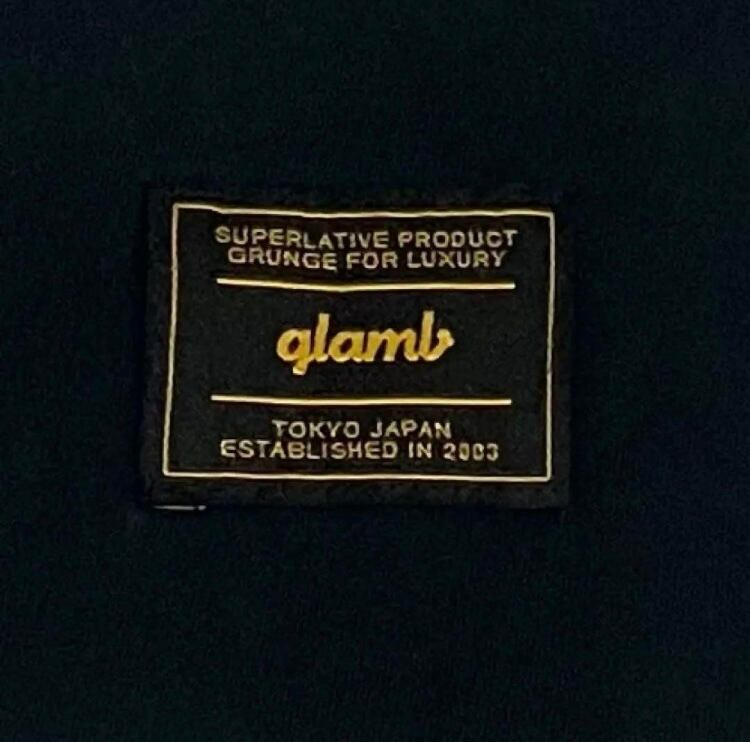 SUPERLATIVE PRODUCT
GRUNGE FOR LUXURY
glamb
TOKYO JAPAN
ESTABLISHED IN 2003